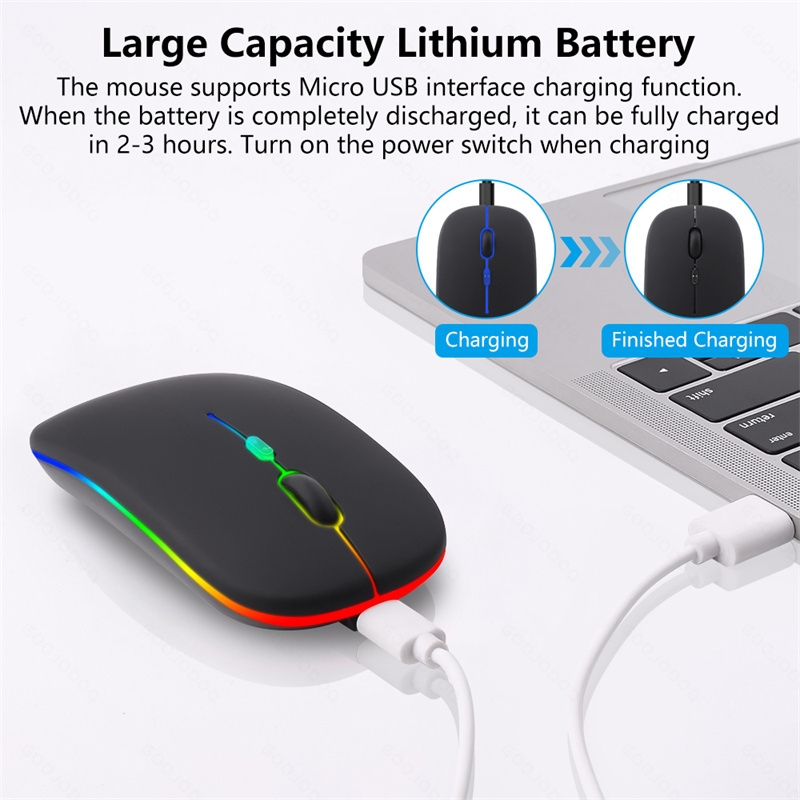 Large Capacity Lithium Battery
The mouse supports Micro USB interface charging function.
When the battery is completely discharged, it can be fully charged
in 2-3 hours. Turn on the power switch when charging
Charging
Finished Charging
shift
return
enter